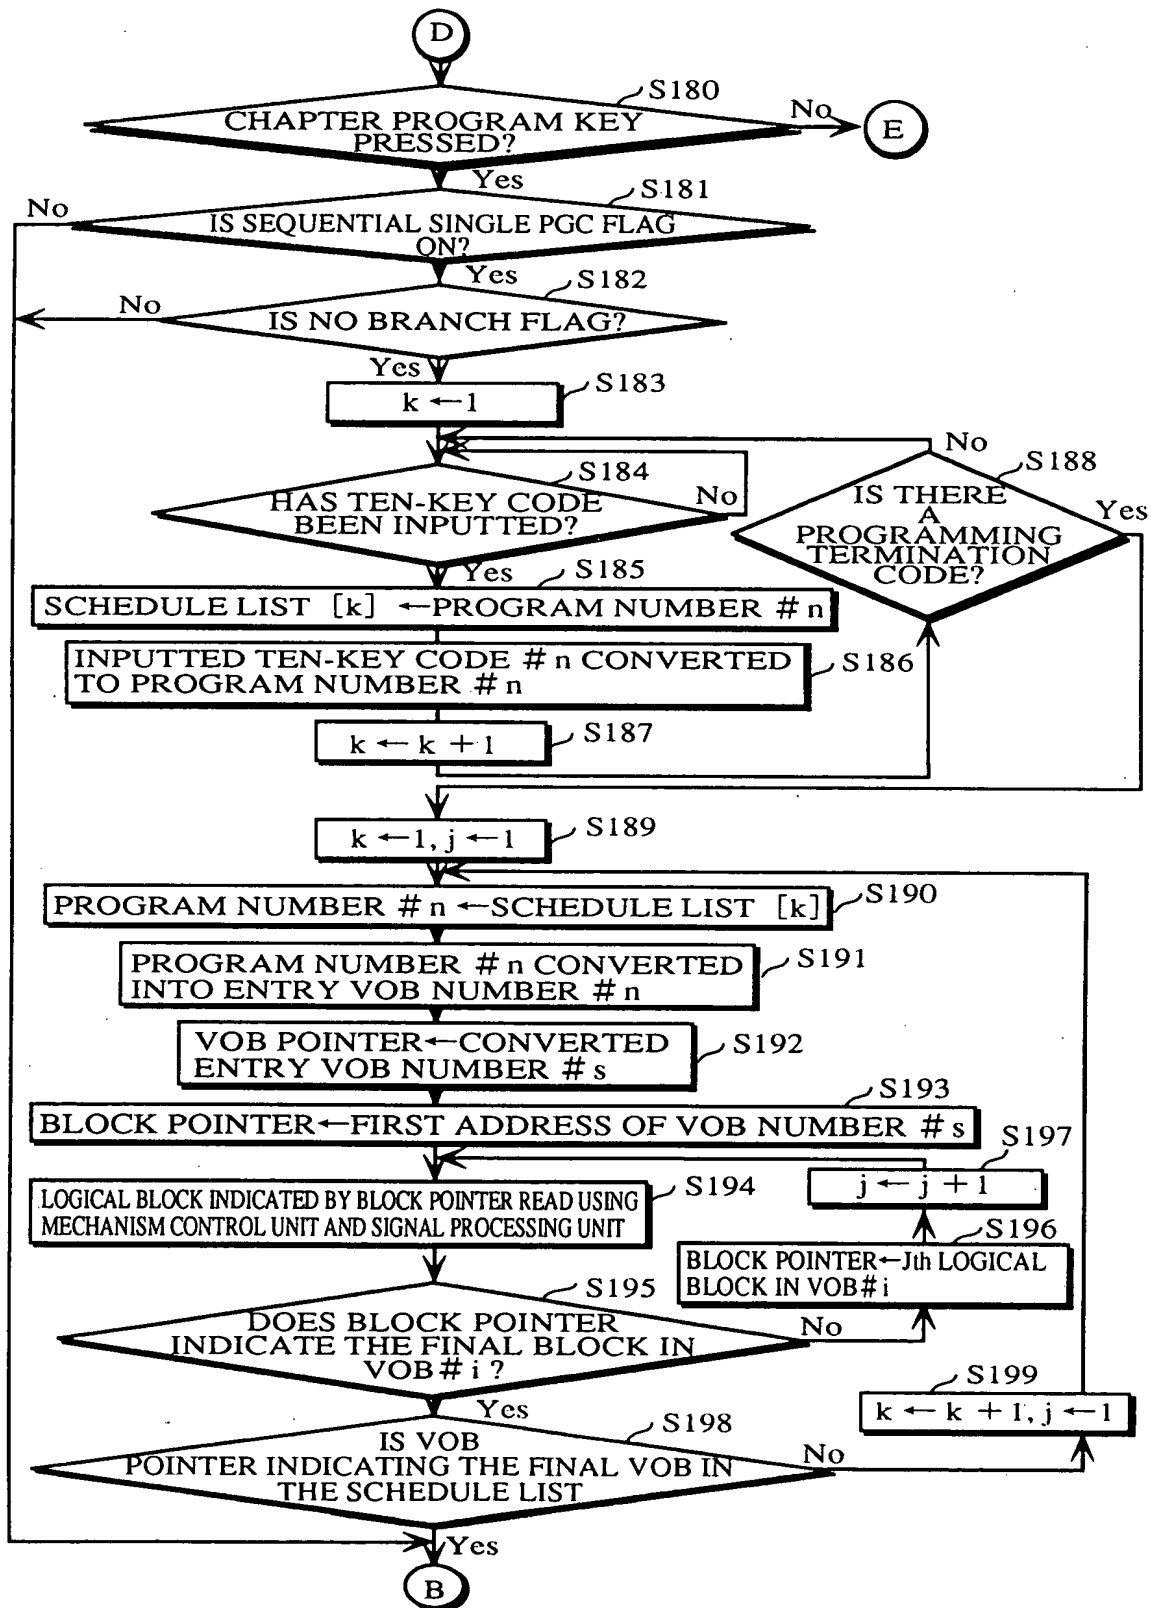 D
S180
CHAPTER PROGRAM KEY
PRESSED?
No
E
Yes
S181
No
IS SEQUENTIAL SINGLE PGC FLAG
ON?
Yes
S182
No
IS NO BRANCH FLAG?
Yes
S183
k ← 1
No
S188
S184
HAS TEN-KEY CODE
BEEN INPUTTED?
No
IS THERE
A
PROGRAMMING
TERMINATION
CODE?
Yes
Yes
S185
SCHEDULE LIST [k] ←PROGRAM NUMBER #n
INPUTTED TEN-KEY CODE #n CONVERTED
TO PROGRAM NUMBER #n
S186
k ← k + 1
S187
k ← 1, j ← 1
S189
PROGRAM NUMBER #n ←SCHEDULE LIST [k]
S190
PROGRAM NUMBER #n CONVERTED
INTO ENTRY VOB NUMBER #n
S191
VOB POINTER←CONVERTED
ENTRY VOB NUMBER #s
S192
S193
BLOCK POINTER←FIRST ADDRESS OF VOB NUMBER #s
S197
j ← j + 1
LOGICAL BLOCK INDICATED BY BLOCK POINTER READ USING
MECHANISM CONTROL UNIT AND SIGNAL PROCESSING UNIT
S194
S196
BLOCK POINTER←Jth LOGICAL
BLOCK IN VOB#i
S195
DOES BLOCK POINTER
INDICATE THE FINAL BLOCK IN
VOB#i?
No
Yes
S199
k ← k + 1, j ← 1
S198
IS VOB
POINTER INDICATING THE FINAL VOB IN
THE SCHEDULE LIST
No
Yes
B